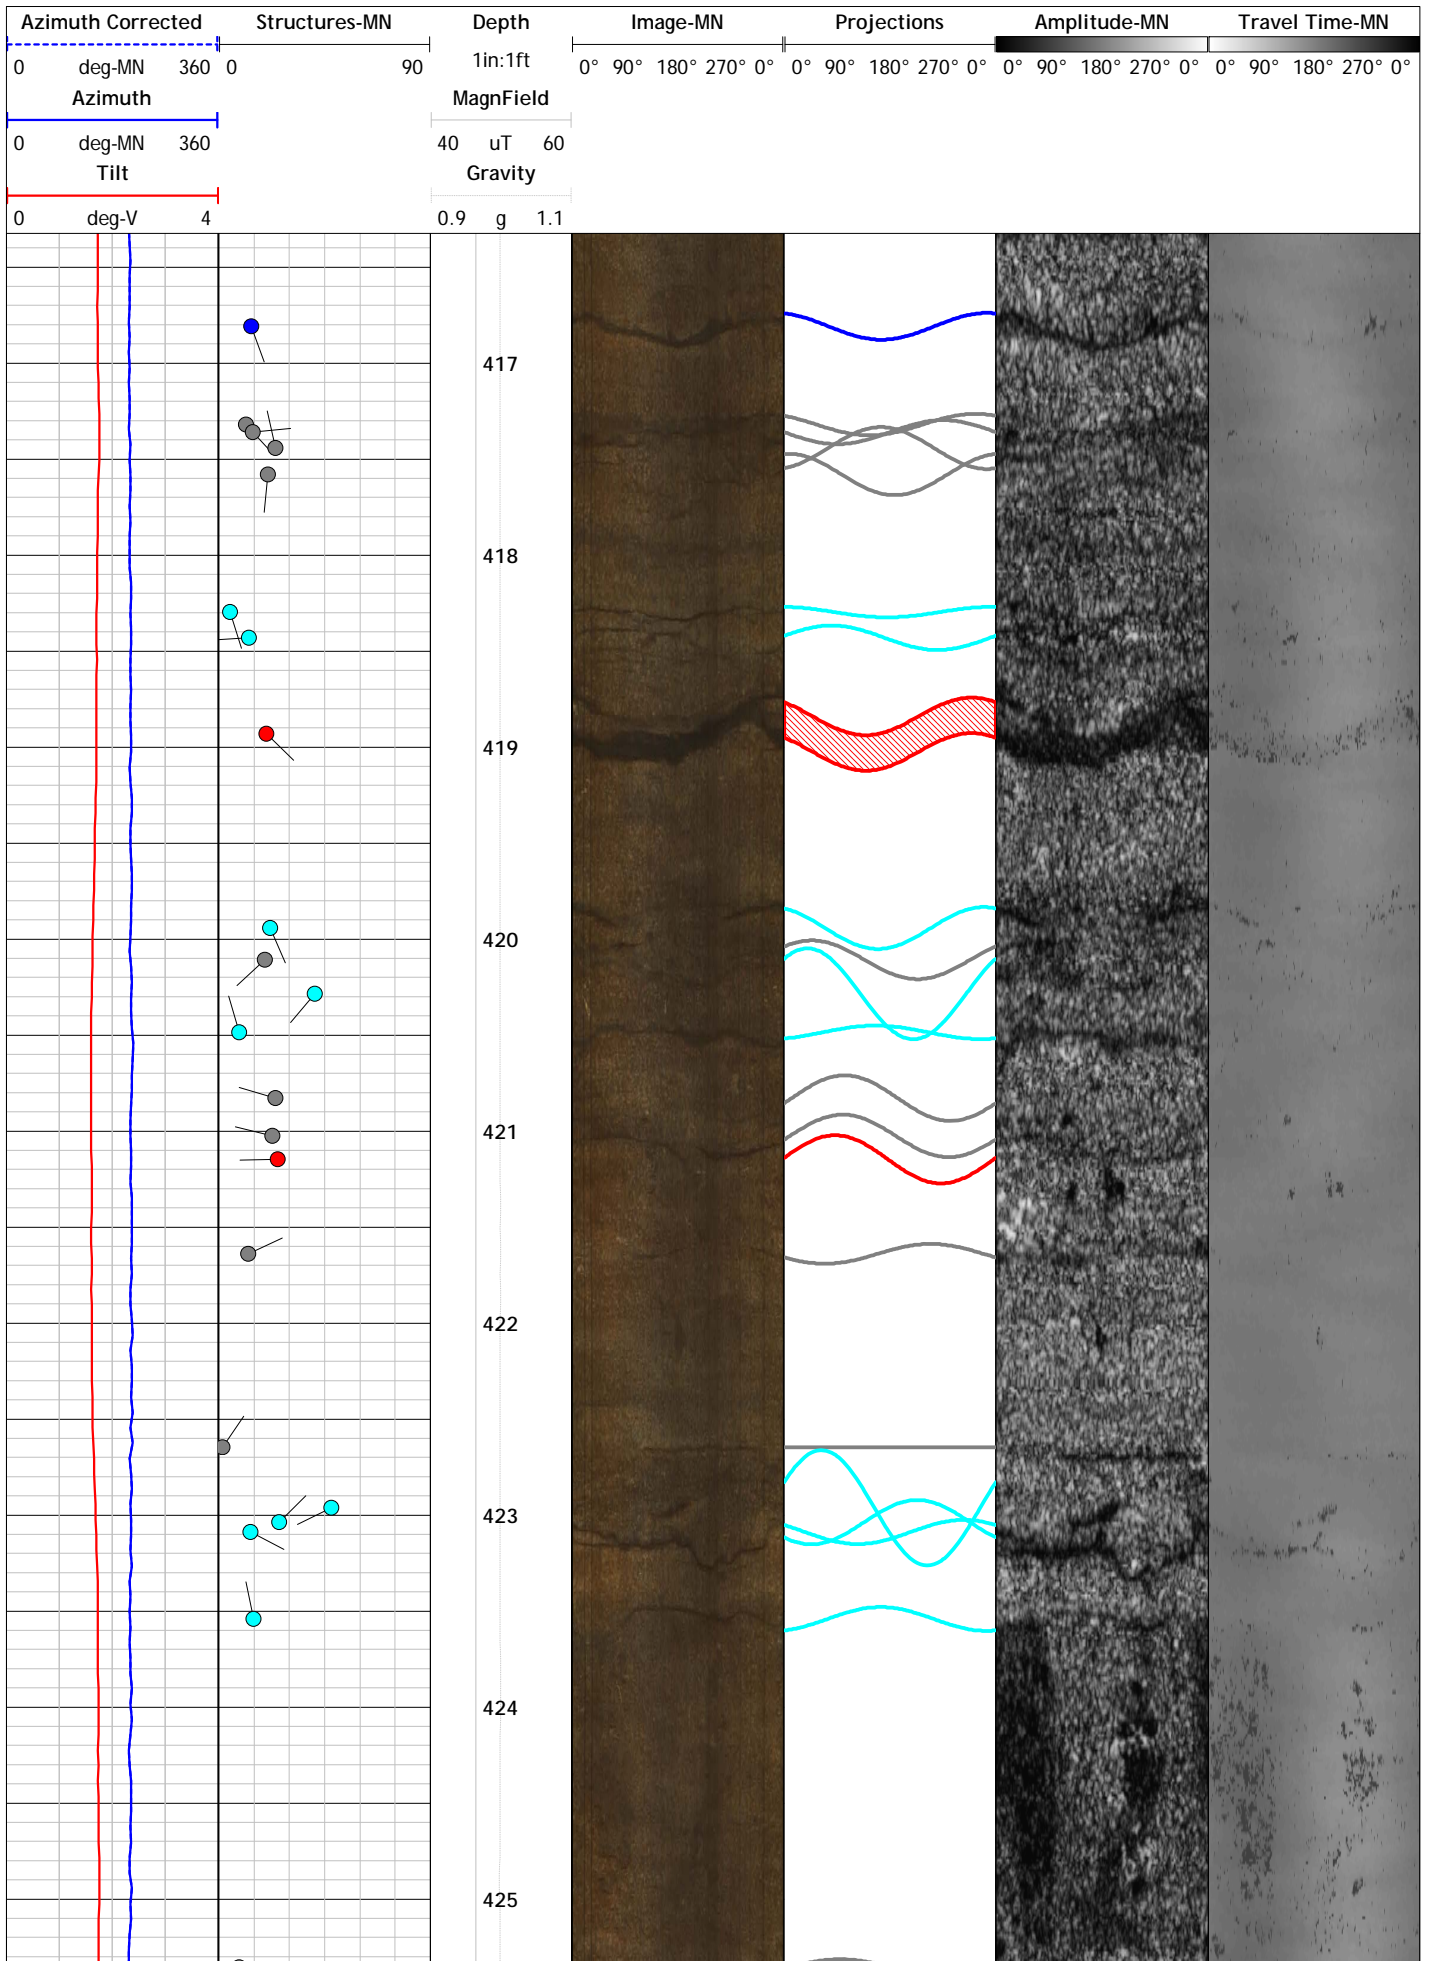 Azimuth Corrected Structures-MN Depth Image-MN Projections Amplitude-MN Travel Time-MN
1in:1ft
0 deg-MN 360 0 90 0° 90° 180° 270° 0° 0° 90° 180° 270° 0° 0° 90° 180° 270° 0° 0° 90° 180° 270° 0°
Azimuth MagnField
0 deg-MN 360 40 uT 60
Tilt Gravity
0 deg-V 4 0.9 g 1.1
417
418
419
420
421
422
423
424
425